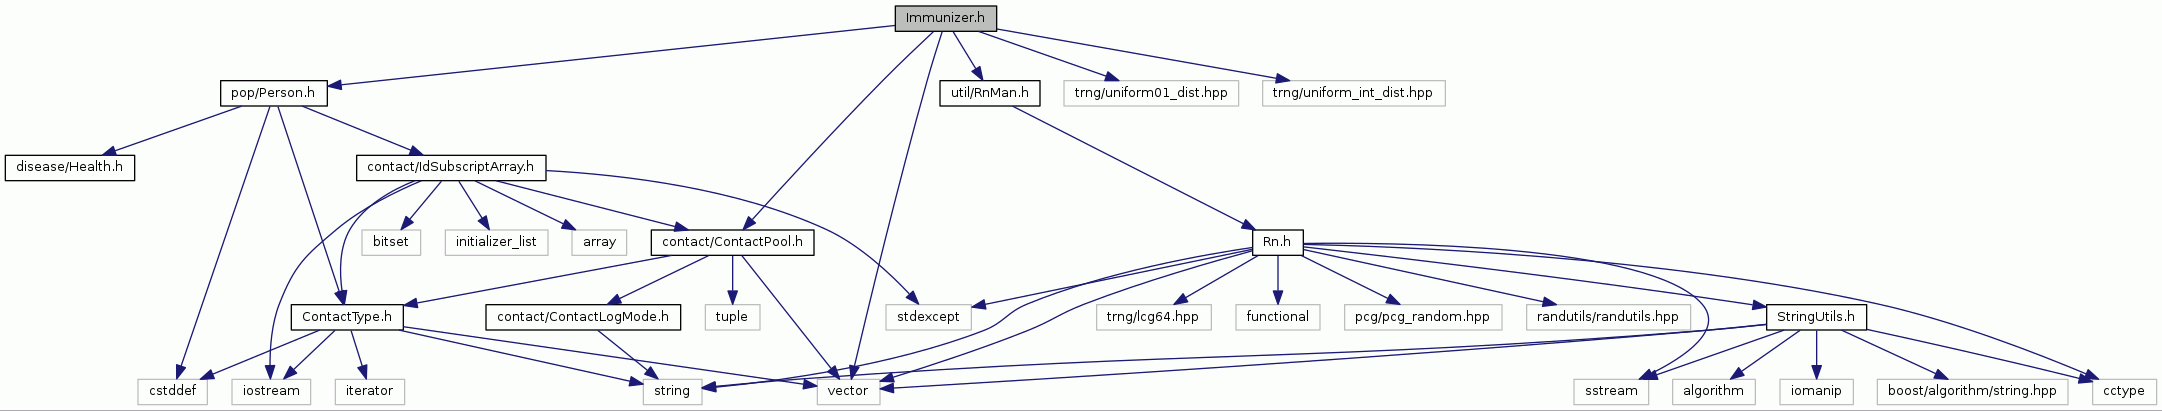 Immunizer.h
pop/Person.h
util/RnMan.h
trng/uniform01_dist.hpp
trng/uniform_int_dist.hpp
disease/Health.h
contact/IdSubscriptArray.h
bitset
initializer_list
array
contact/ContactPool.h
Rn.h
ContactType.h
contact/ContactLogMode.h
tuple
stdexcept
trng/lcg64.hpp
functional
pcg/pcg_random.hpp
randutils/randutils.hpp
StringUtils.h
cstddef
iostream
iterator
string
vector
sstream
algorithm
iomanip
boost/algorithm/string.hpp
cctype